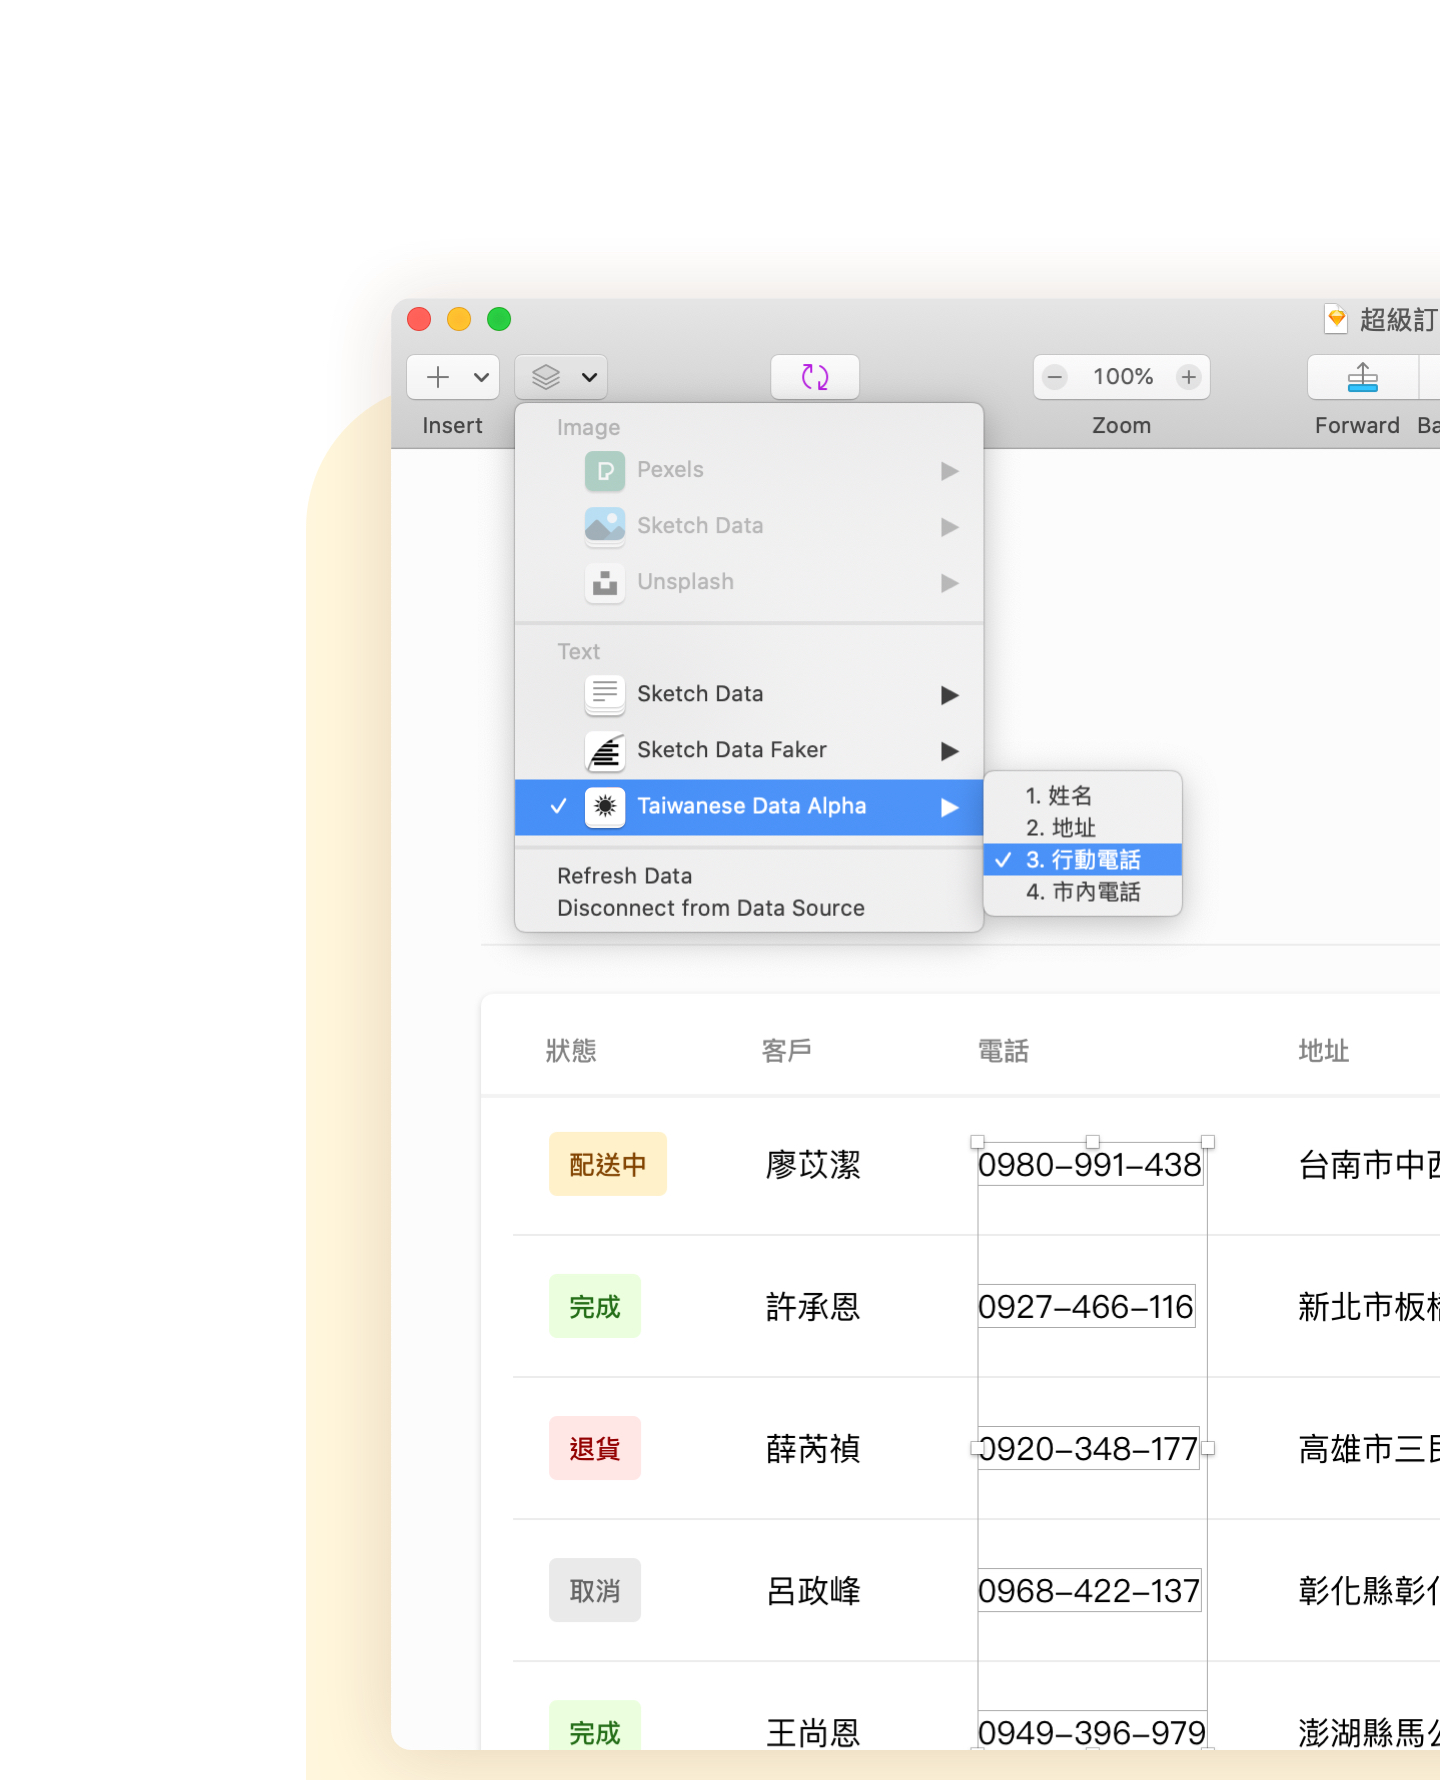 超級訂
100%
Insert
Zoom
Forward
Ba
Image
Pexels
Sketch Data
Unsplash
Text
Sketch Data
Sketch Data Faker
Taiwanese Data Alpha
1. 姓名
2. 地址
3. 行動電話
4. 市內電話
Refresh Data
Disconnect from Data Source
狀態 客戶 電話 地址
配送中 廖苡潔 0980-991-438 台南市中西
完成 許承恩 0927-466-116 新北市板橋
退貨 薛芮禎 0920-348-177 高雄市三民
取消 呂政峰 0968-422-137 彰化縣彰化
完成 王尚恩 0949-396-979 澎湖縣馬公